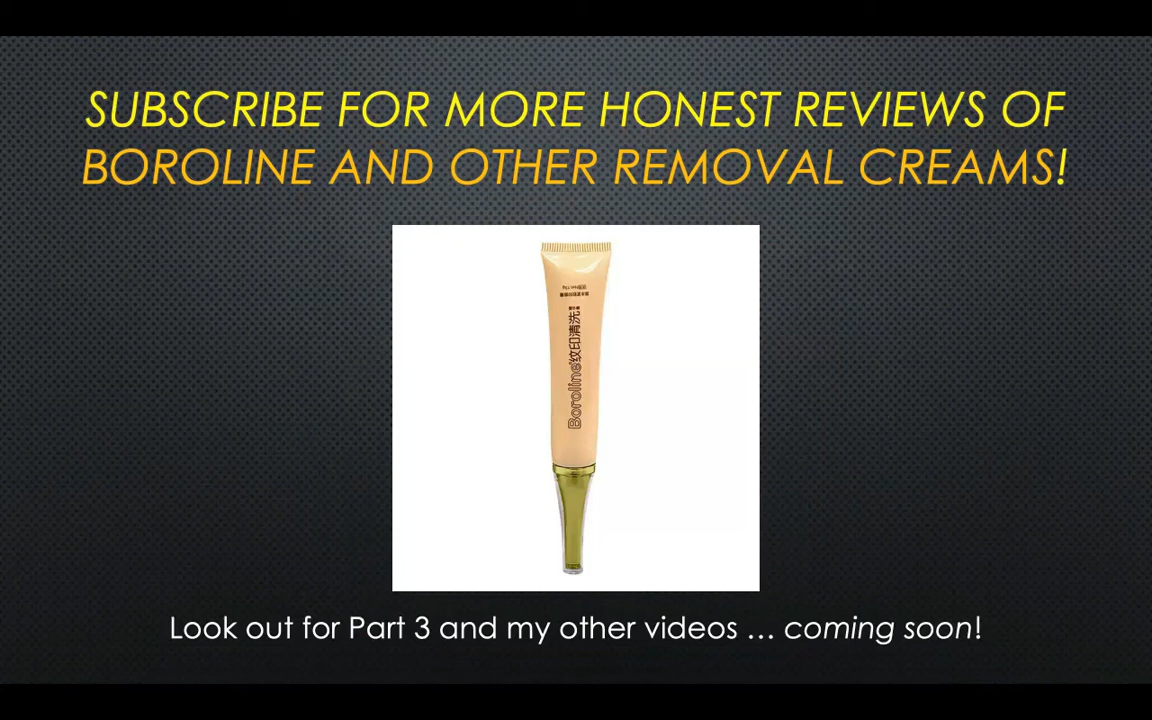 SUBSCRIBE FOR MORE HONEST REVIEWS OF
BOROLINE AND OTHER REMOVAL CREAMS!
Boroline纹印清洗
Look out for Part 3 and my other videos ... coming soon!